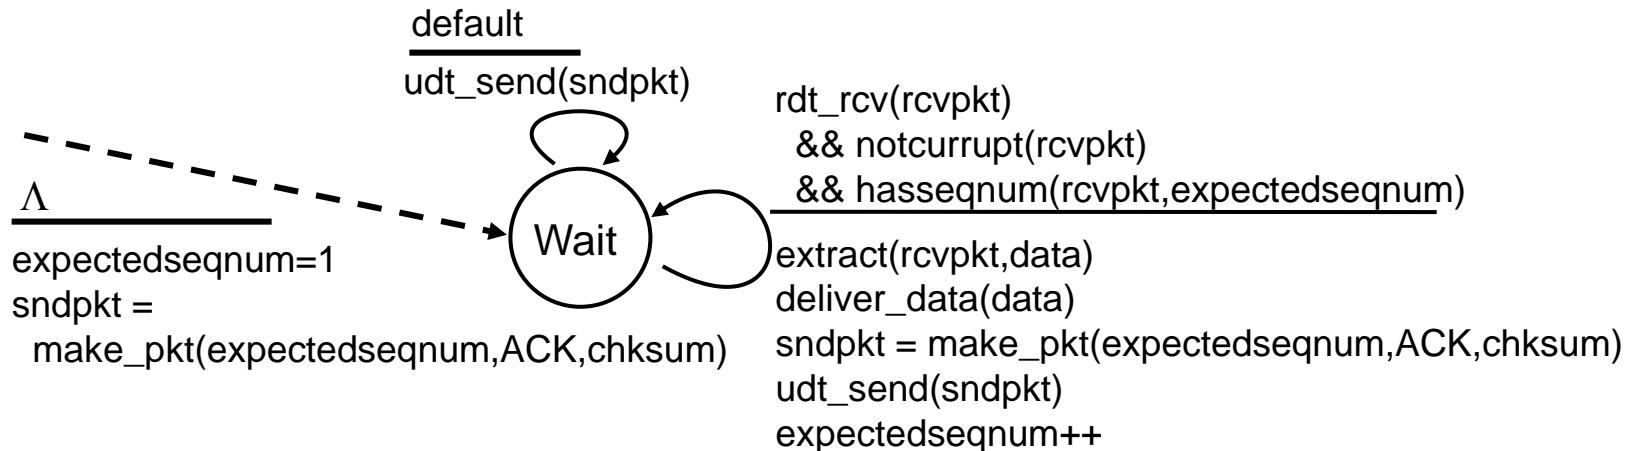 default
udt_send(sndpkt)
rdt_rcv(rcvpkt)
&& notcurrupt(rcvpkt)
&& hasseqnum(rcvpkt,expectedseqnum)
Λ
Wait
expectedseqnum=1
sndpkt =
make_pkt(expectedseqnum,ACK,chksum)
extract(rcvpkt,data)
deliver_data(data)
sndpkt = make_pkt(expectedseqnum,ACK,chksum)
udt_send(sndpkt)
expectedseqnum++